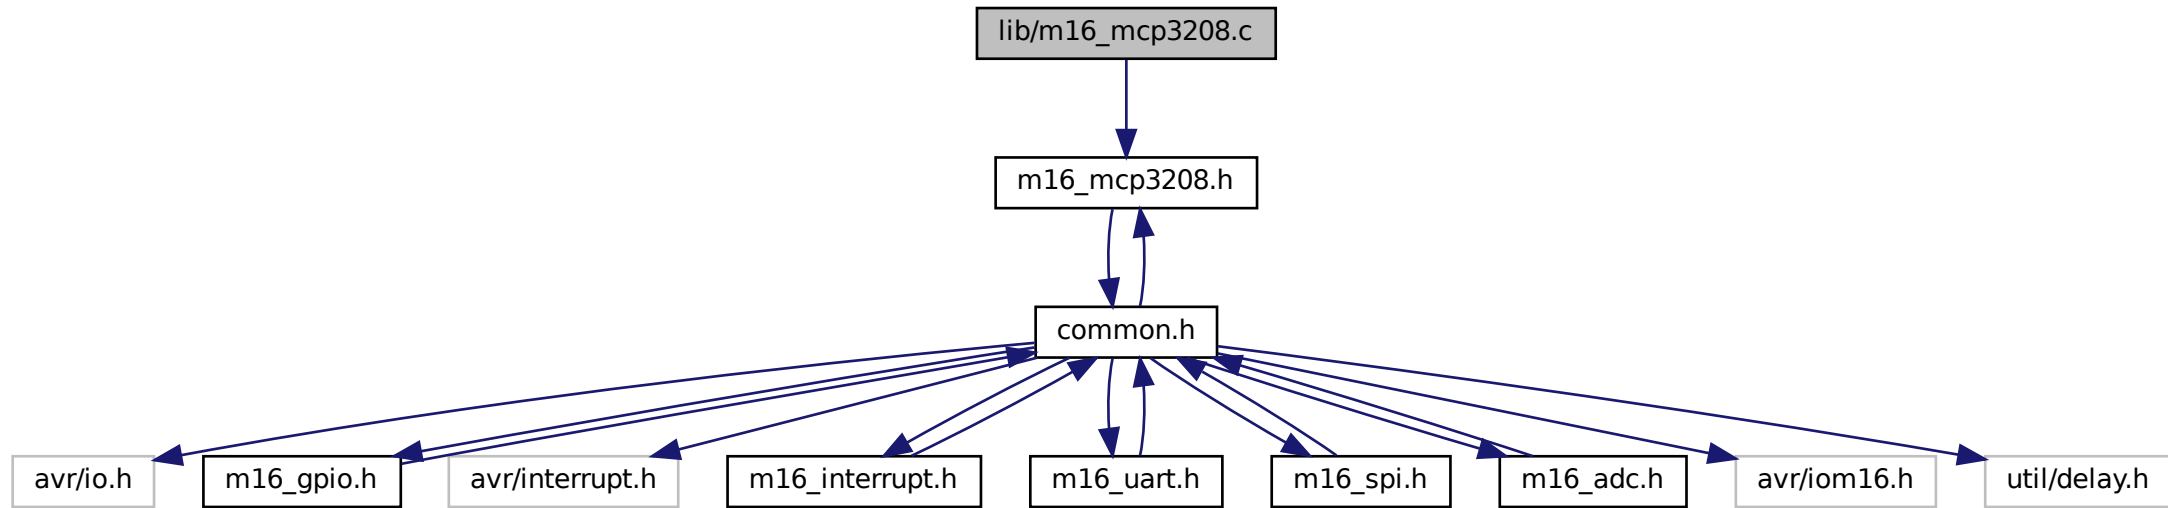 lib/m16_mcp3208.c
m16_mcp3208.h
common.h
avr/io.h
m16_gpio.h
avr/interrupt.h
m16_interrupt.h
m16_uart.h
m16_spi.h
m16_adc.h
avr/iom16.h
util/delay.h